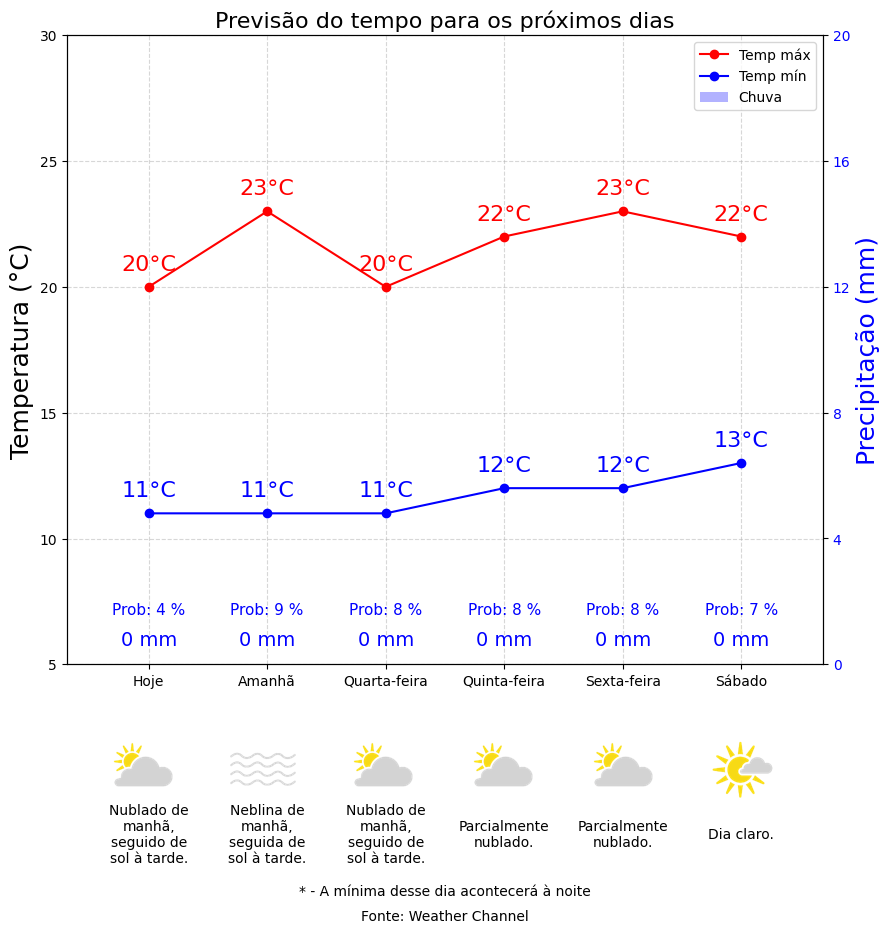 Previsão do tempo para os próximos dias
Temp máx
Temp mín
Chuva
Temperatura (°C)
30
25
20
15
10
5
Precipitação (mm)
20
16
12
8
4
0
20°C
23°C
20°C
22°C
23°C
22°C
11°C
11°C
11°C
12°C
12°C
13°C
Prob: 4 %
Prob: 9 %
Prob: 8 %
Prob: 8 %
Prob: 8 %
Prob: 7 %
0 mm
0 mm
0 mm
0 mm
0 mm
0 mm
Hoje
Amanhã
Quarta-feira
Quinta-feira
Sexta-feira
Sábado
Nublado de
manhã,
seguido de
sol à tarde.
Neblina de
manhã,
seguida de
sol à tarde.
Nublado de
manhã,
seguido de
sol à tarde.
Parcialmente
nublado.
Parcialmente
nublado.
Dia claro.
* - A mínima desse dia acontecerá à noite
Fonte: Weather Channel